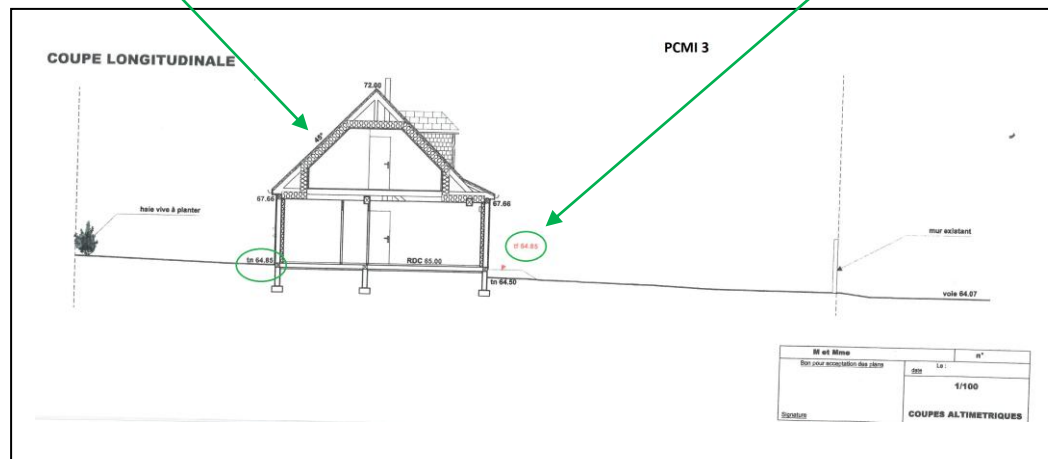 PCMI 3
COUPE LONGITUDINALE
72.00
45°
67.66
67.66
haie vive à planter
tf 64.85
mur existant
tn 64.85
RDC 65.00
P
tn 64.50
voie 64.07
M et Mme
n°
Bon pour acceptation des plans
Le :
date
1/100
Signature
COUPES ALTIMETRIQUES